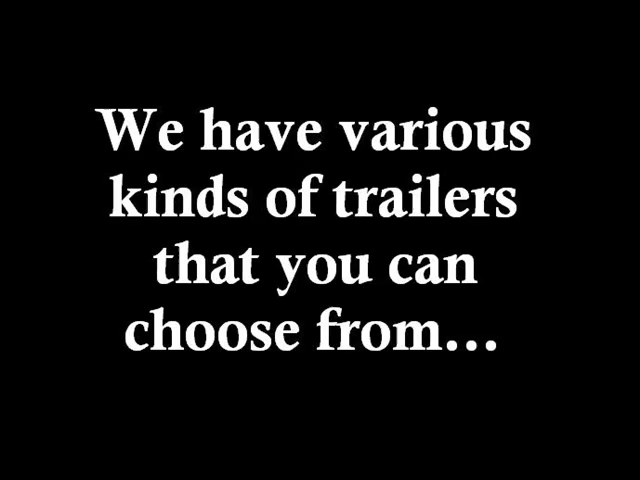 We have various
kinds of trailers
that you can
choose from...